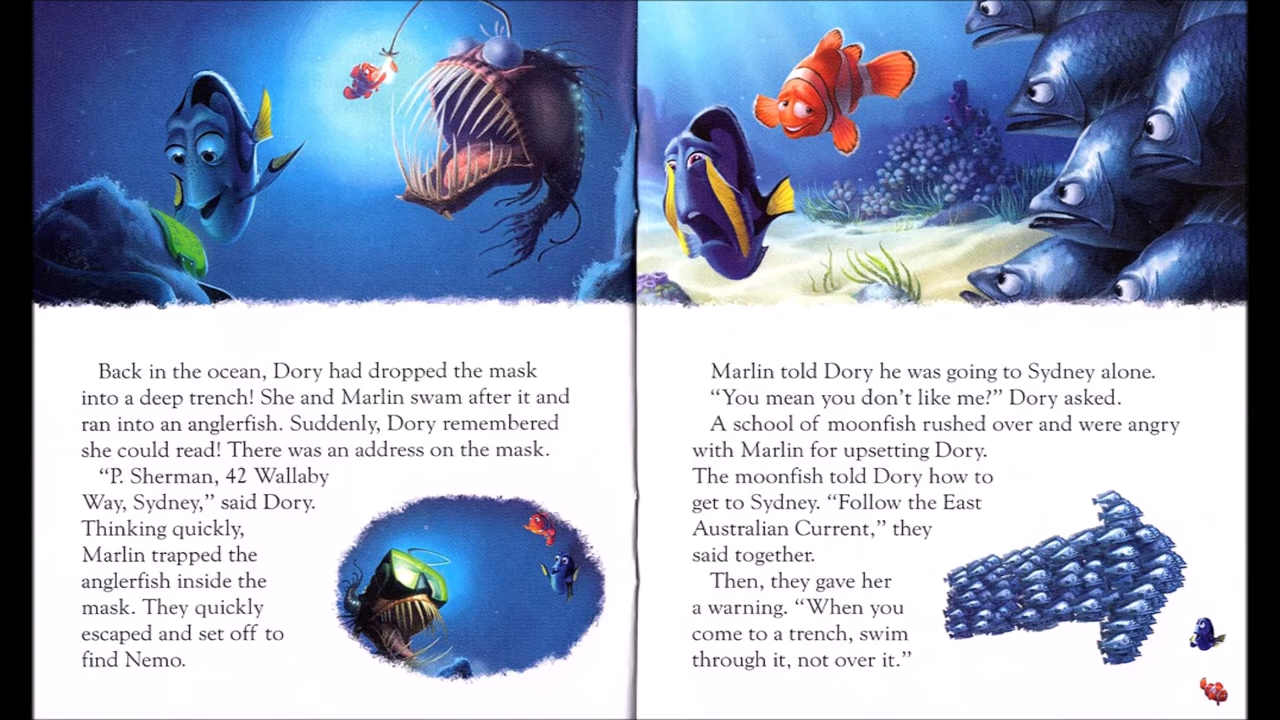 Back in the ocean, Dory had dropped the mask
into a deep trench! She and Marlin swam after it and
ran into an anglerfish. Suddenly, Dory remembered
she could read! There was an address on the mask.
“P. Sherman, 42 Wallaby
Way, Sydney,” said Dory.
Thinking quickly,
Marlin trapped the
anglerfish inside the
mask. They quickly
escaped and set off to
find Nemo.
Marlin told Dory he was going to Sydney alone.
“You mean you don’t like me?” Dory asked.
A school of moonfish rushed over and were angry
with Marlin for upsetting Dory.
The moonfish told Dory how to
get to Sydney. “Follow the East
Australian Current,” they
said together.
Then, they gave her
a warning. “When you
come to a trench, swim
through it, not over it.”